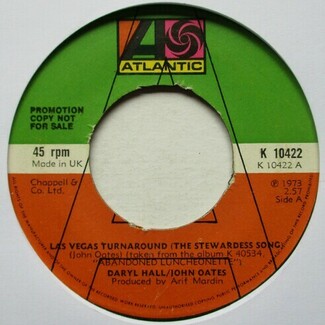 ATLANTIC
PROMOTION
COPY NOT
FOR SALE
45 rpm
Made in UK
K 10422
K 10422 A
Chappell &
Co. Ltd.
℗ 1973
2.57
Side A
LAS VEGAS TURNAROUND (THE STEWARDESS SONG)
(John Oates) (taken from the album K 40534,
"ABANDONED LUNCHEONETTE")
DARYL HALL/JOHN OATES
Produced by Arif Mardin